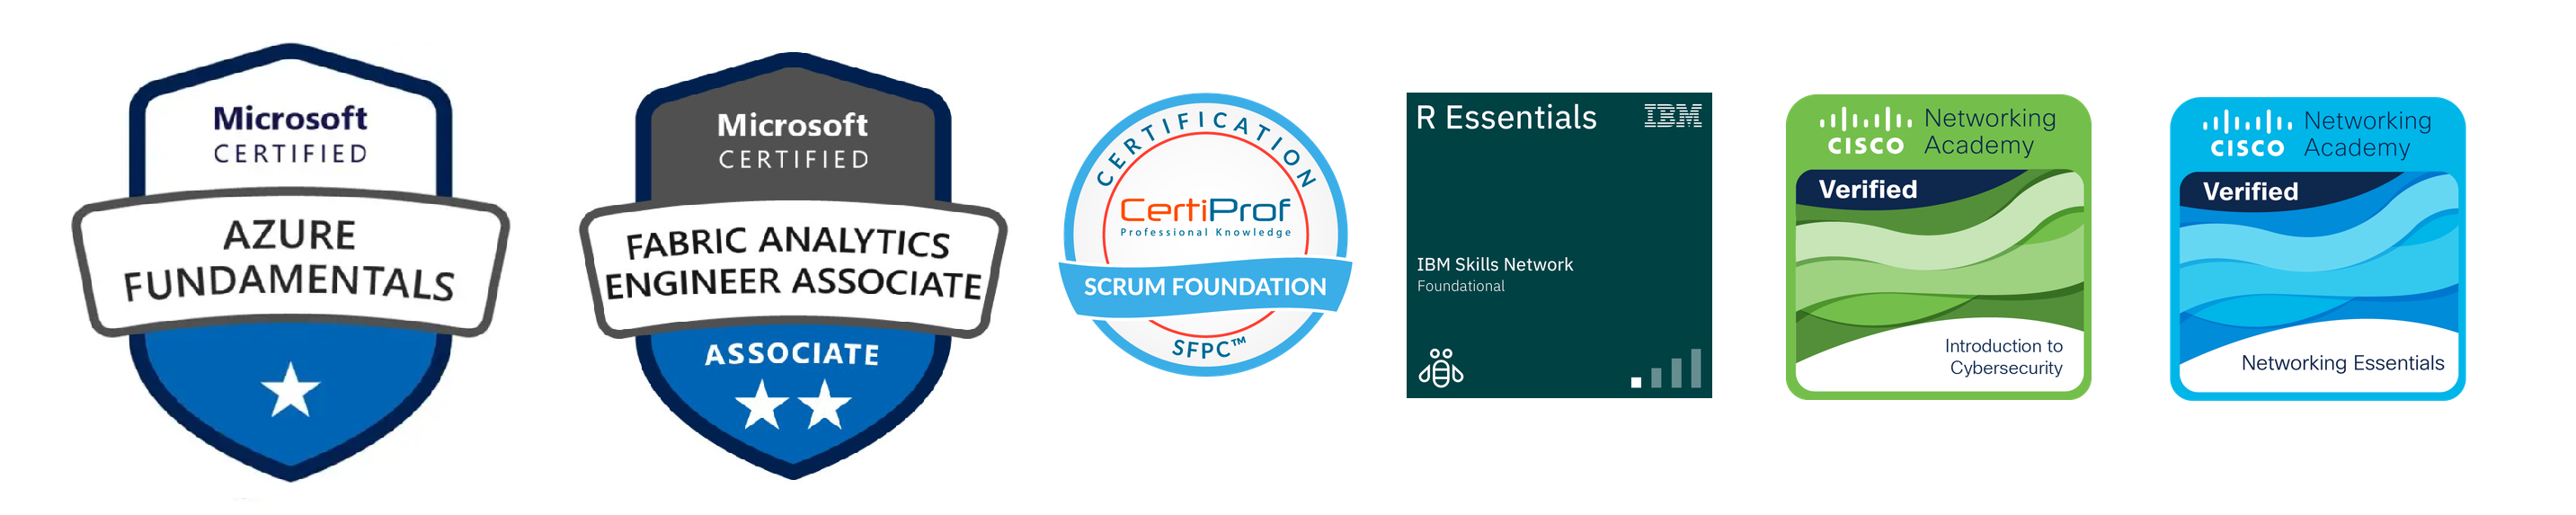 Microsoft
CERTIFIED
AZURE
FUNDAMENTALS
Microsoft
CERTIFIED
FABRIC ANALYTICS
ENGINEER ASSOCIATE
ASSOCIATE
CERTIFICATION
CertiProf
Professional Knowledge
SCRUM FOUNDATION
SFPC™
R Essentials
IBM
IBM Skills Network
Foundational
CISCO
Networking
Academy
Verified
Introduction to
Cybersecurity
CISCO
Networking
Academy
Verified
Networking Essentials